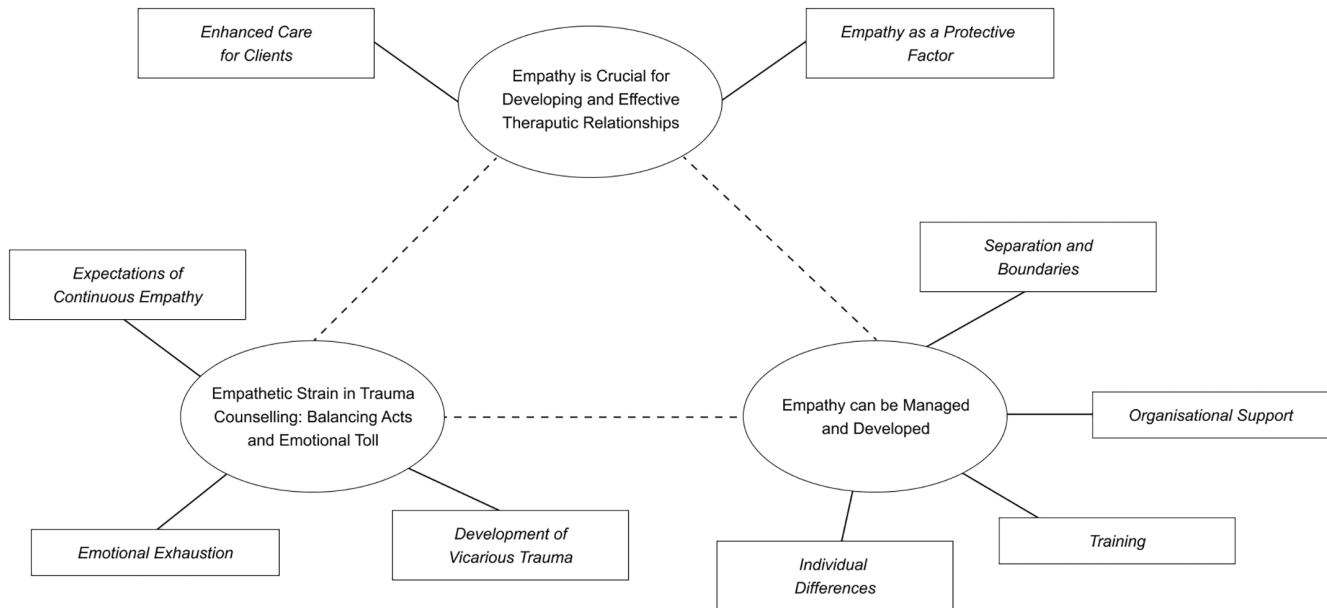 Enhanced Care
for Clients
Empathy is Crucial for
Developing and Effective
Theraputic Relationships
Empathy as a Protective
Factor
Separation and
Boundaries
Expectations of
Continuous Empathy
Empathetic Strain in Trauma
Counselling: Balancing Acts
and Emotional Toll
Empathy can be Managed
and Developed
Organisational Support
Emotional Exhaustion
Development of
Vicarious Trauma
Individual
Differences
Training